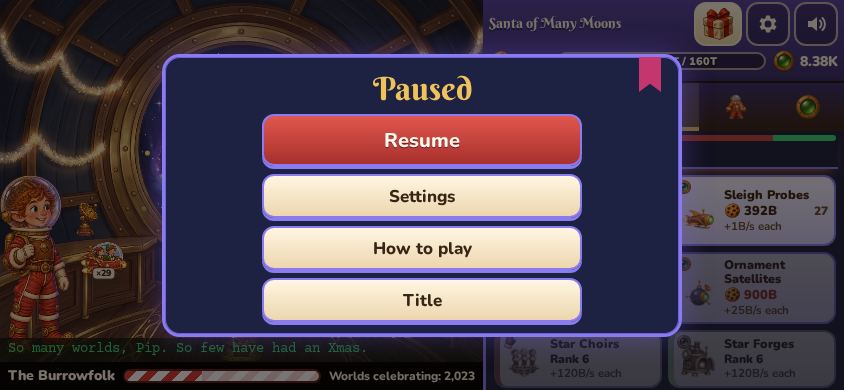 Santa of Many Moons
/ 160T
8.38K
Paused
Resume
Settings
How to play
Title
Sleigh Probes
392B
27
+1B/s each
Ornament
Satellites
900B
+25B/s each
Star Choirs
Rank 6
+120B/s each
Star Forges
Rank 6
+120B/s each
×29
So many worlds, Pip. So few have had an Xmas.
The Burrowfolk
Worlds celebrating: 2,023